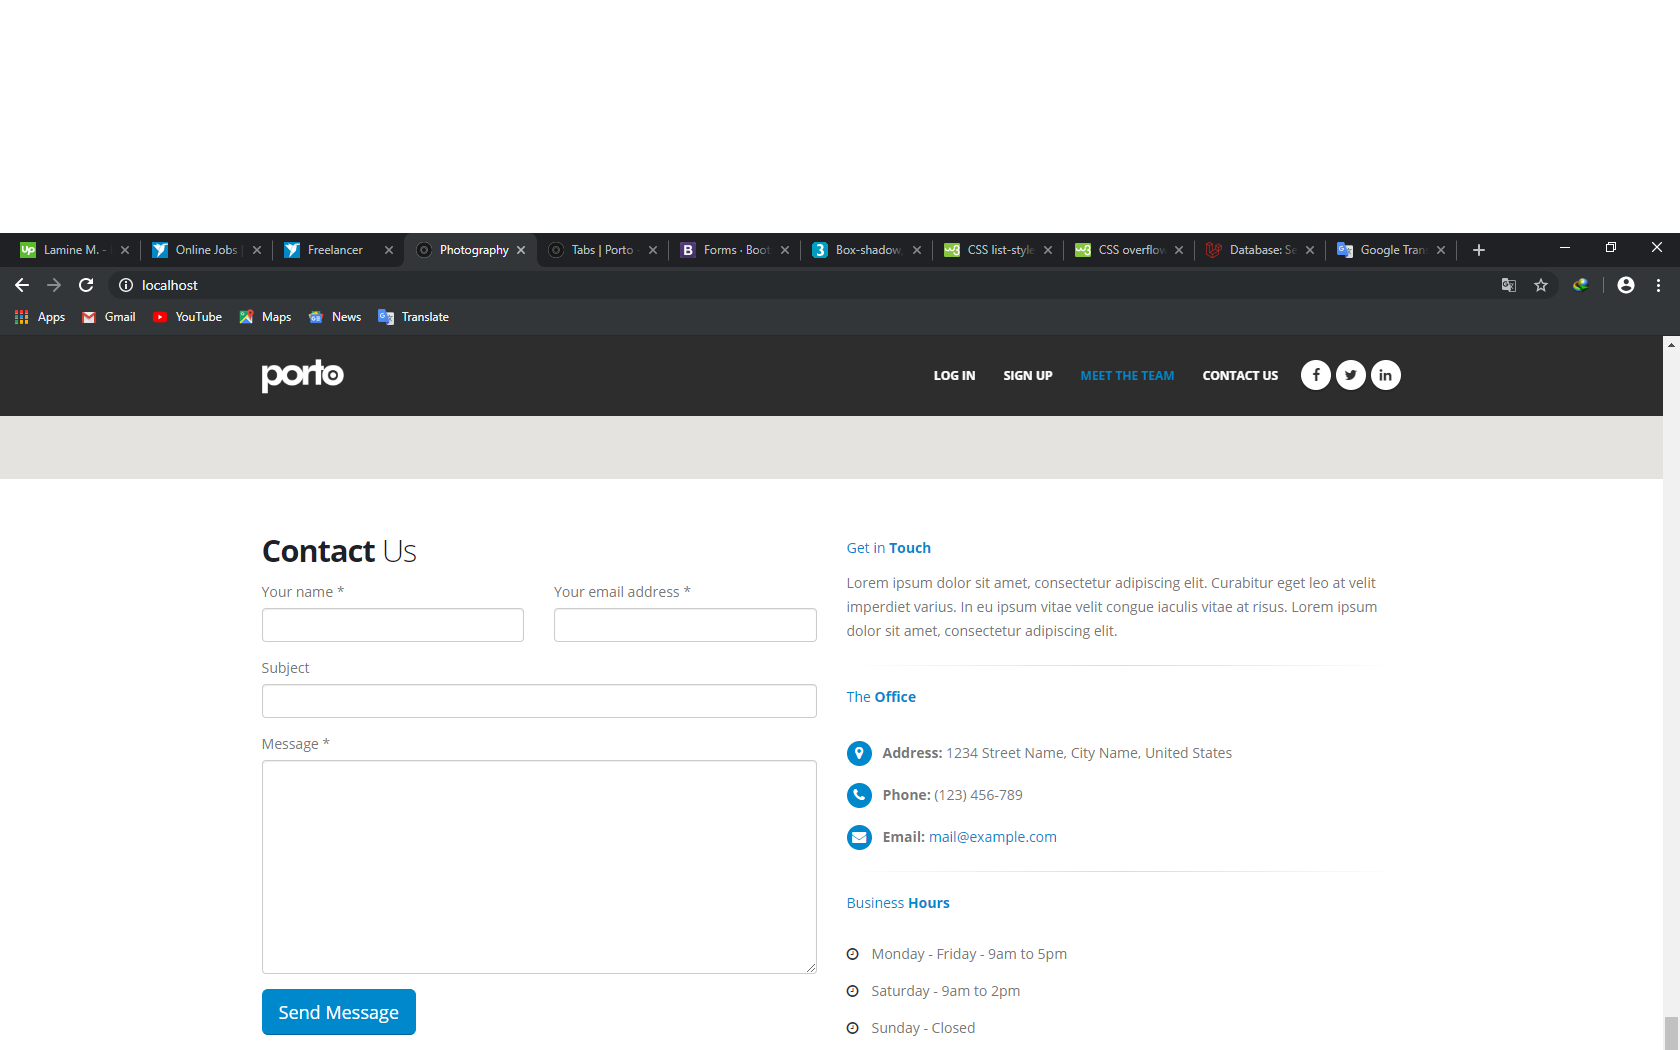 Lamine M. -
Online Jobs |
Freelancer
Photography
Tabs | Porto -
Forms · Boot
Box-shadow,
CSS list-style
CSS overflow
Database: Se
Google Tran
localhost
Apps
Gmail
YouTube
Maps
News
Translate
porto
LOG IN
SIGN UP
MEET THE TEAM
CONTACT US
Contact Us
Your name *
Your email address *
Subject
Message *
Send Message
Get in Touch
Lorem ipsum dolor sit amet, consectetur adipiscing elit. Curabitur eget leo at velit
imperdiet varius. In eu ipsum vitae velit congue iaculis vitae at risus. Lorem ipsum
dolor sit amet, consectetur adipiscing elit.
The Office
Address: 1234 Street Name, City Name, United States
Phone: (123) 456-789
Email: mail@example.com
Business Hours
Monday - Friday - 9am to 5pm
Saturday - 9am to 2pm
Sunday - Closed